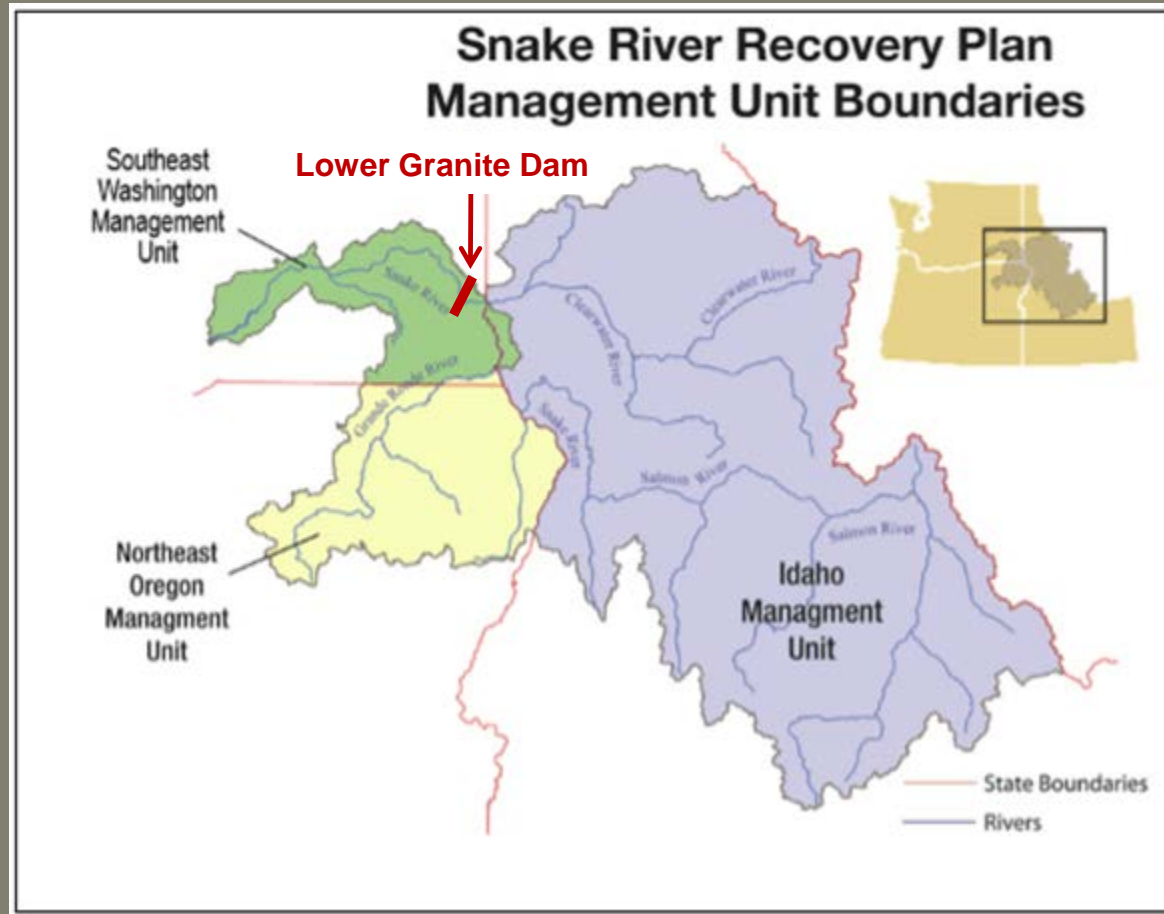 Snake River Recovery Plan
Management Unit Boundaries
Southeast
Washington
Management
Unit
Lower Granite Dam
Snake River
Clearwater River
Clearwater River
Grande Ronde River
Snake River
Salmon River
Salmon River
Northeast
Oregon
Managment
Unit
Idaho
Managment
Unit
State Boundaries
Rivers